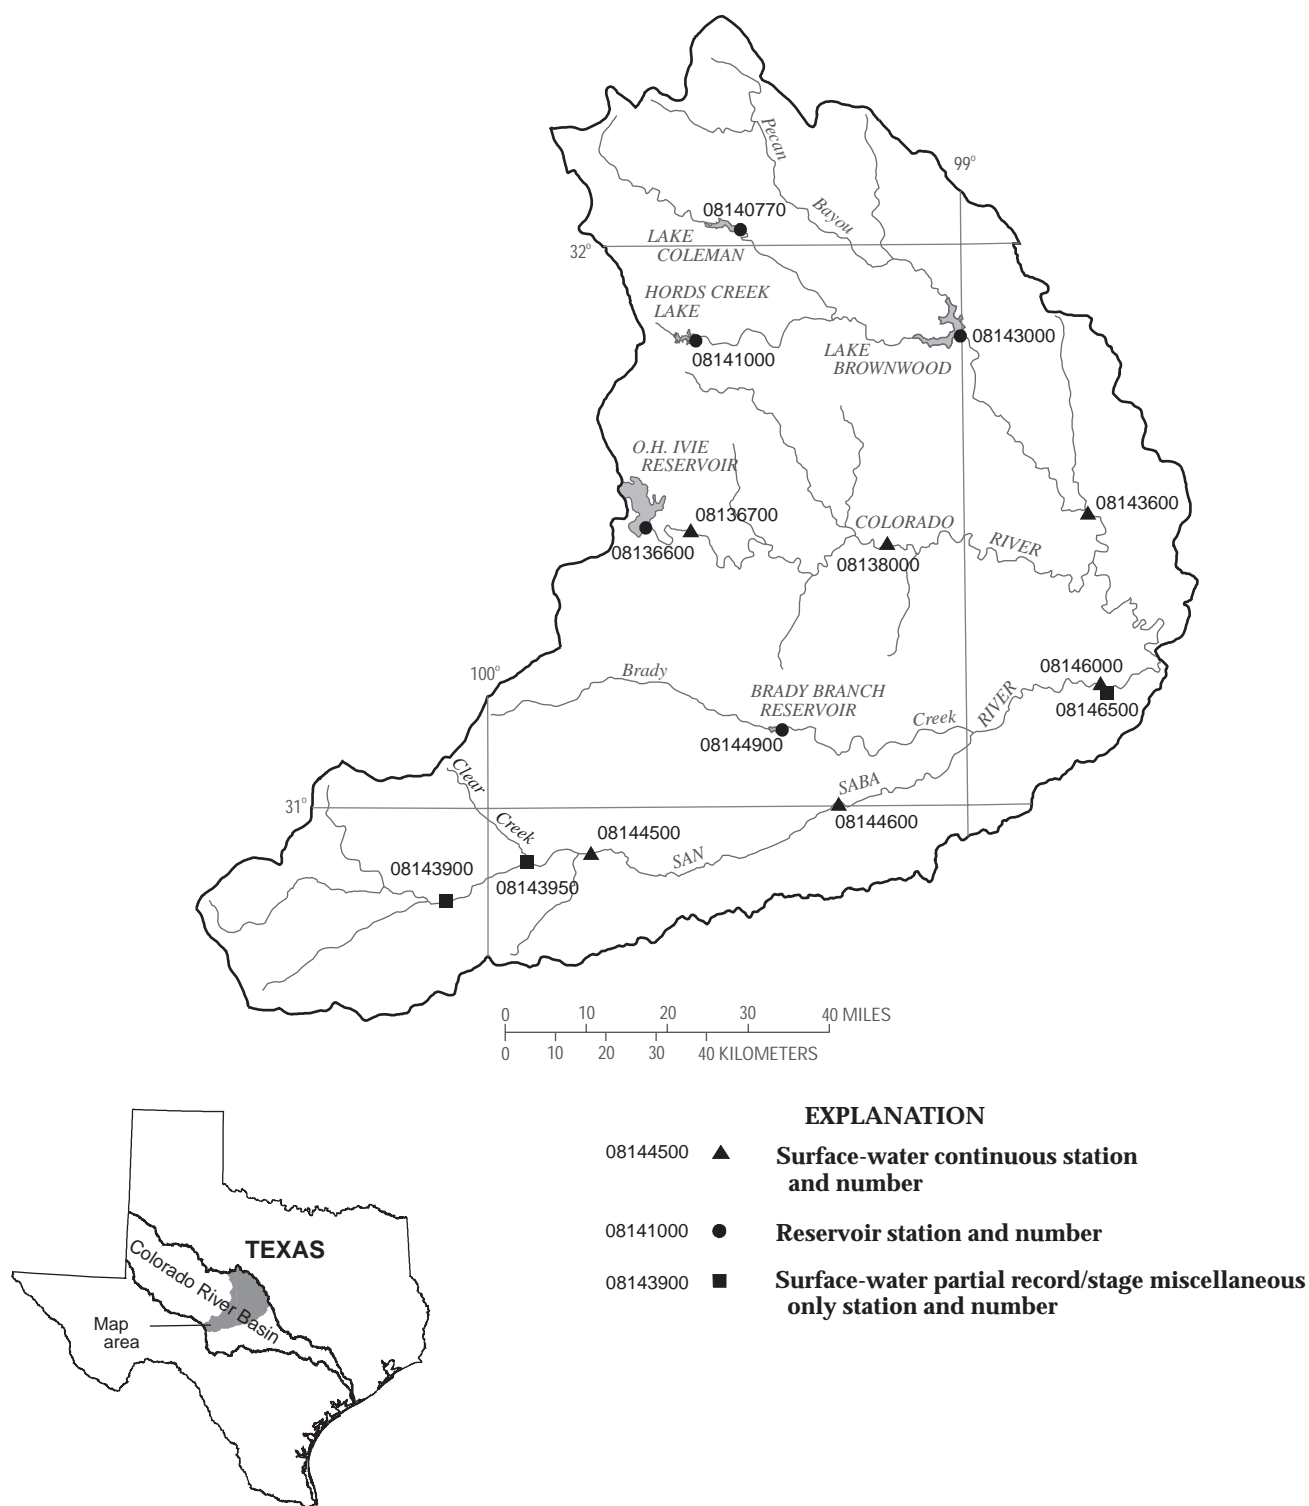 Pecan
99°
08140770
Bayou
LAKE
COLEMAN
32°
HORDS CREEK
LAKE
08143000
LAKE
BROWNWOOD
08141000
O.H. IVIE
RESERVOIR
08136700
08143600
COLORADO
RIVER
08136600
08138000
100°
Brady
08146000
BRADY BRANCH
RESERVOIR
RIVER
08146500
Creek
08144900
Clear
SABA
31°
Creek
08144600
08144500
SAN
08143900
08143950
0 10 20 30 40 MILES
0 10 20 30 40 KILOMETERS
EXPLANATION
08144500 Surface-water continuous station
and number
08141000 Reservoir station and number
08143900 Surface-water partial record/stage miscellaneous
only station and number
TEXAS
Colorado River Basin
Map
area